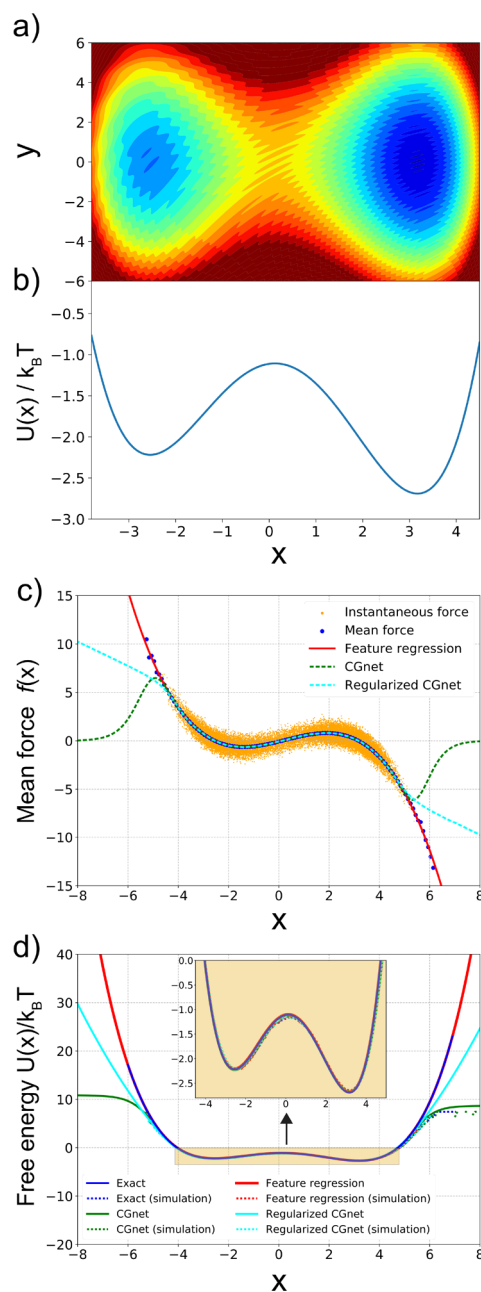 a)
6
4
2
0
−2
−4
−6
y
b)
−0.5
−1.0
−1.5
−2.0
−2.5
−3.0
U(x) / kBT
−3 −2 −1 0 1 2 3 4
x
c)
15
10
5
0
−5
−10
−15
Mean force f(x)
Instantaneous force
Mean force
Feature regression
CGnet
Regularized CGnet
−8 −6 −4 −2 0 2 4 6 8
x
d)
40
30
20
10
0
−10
−20
Free energy U(x)/kBT
0.0
−0.5
−1.0
−1.5
−2.0
−2.5
−4 −2 0 2 4
Exact Feature regression
Exact (simulation) Feature regression (simulation)
CGnet Regularized CGnet
CGnet (simulation) Regularized CGnet (simulation)
−8 −6 −4 −2 0 2 4 6 8
x